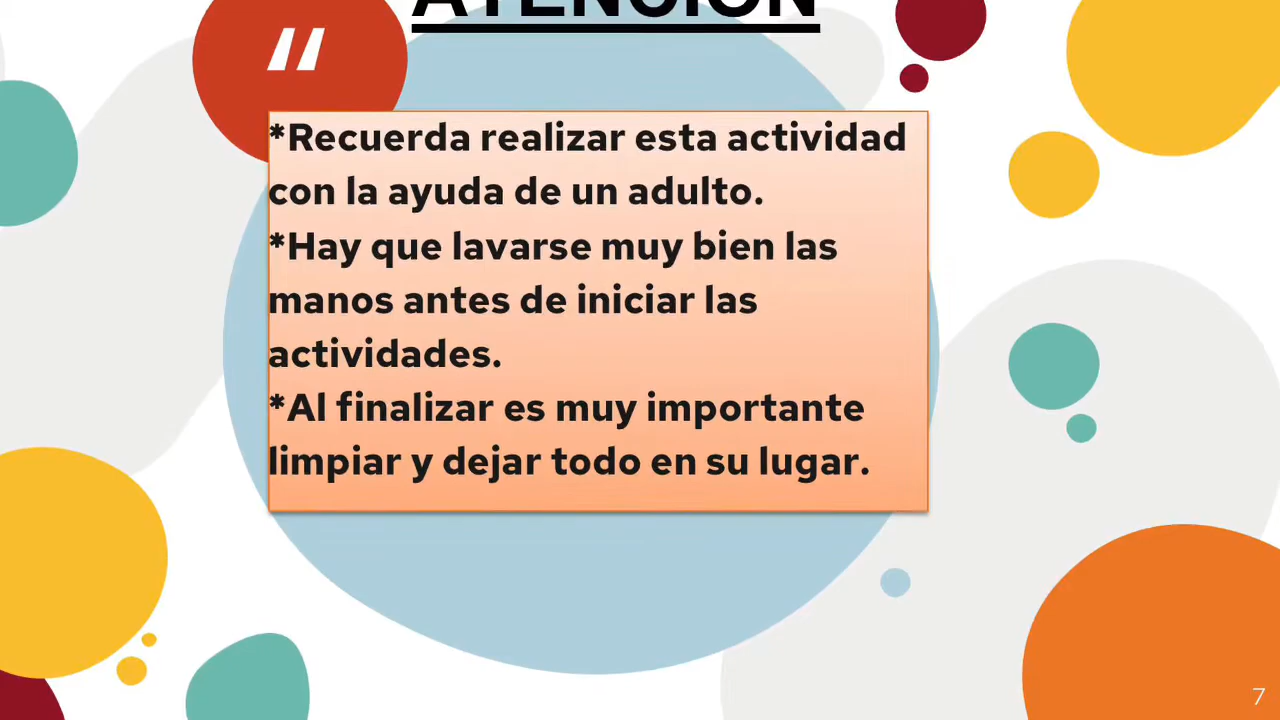 ATENCIÓN
“
*Recuerda realizar esta actividad
con la ayuda de un adulto.
*Hay que lavarse muy bien las
manos antes de iniciar las
actividades.
*Al finalizar es muy importante
limpiar y dejar todo en su lugar.
7